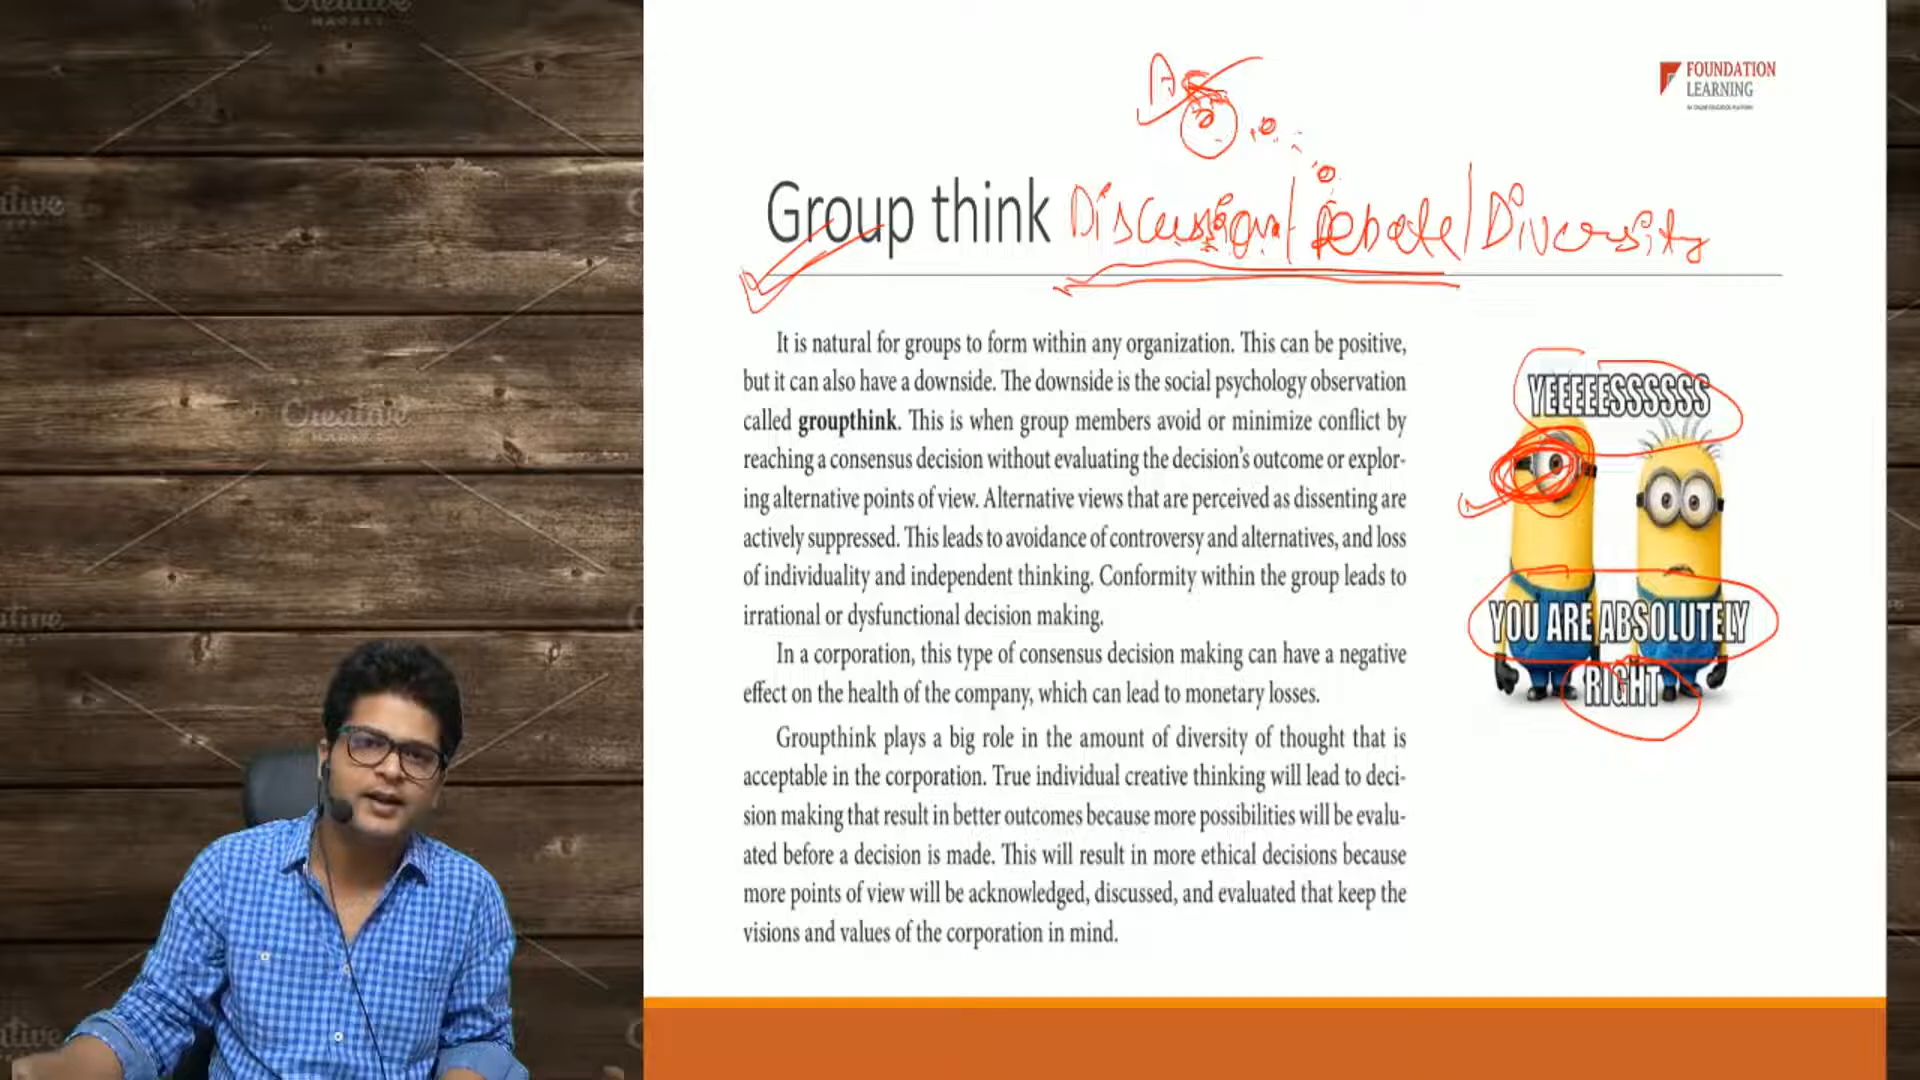 FOUNDATION
LEARNING
Group think Discussion / Debate / Diversity
It is natural for groups to form within any organization. This can be positive,
but it can also have a downside. The downside is the social psychology observation
called groupthink. This is when group members avoid or minimize conflict by
reaching a consensus decision without evaluating the decision's outcome or explor-
ing alternative points of view. Alternative views that are perceived as dissenting are
actively suppressed. This leads to avoidance of controversy and alternatives, and loss
of individuality and independent thinking. Conformity within the group leads to
irrational or dysfunctional decision making.
In a corporation, this type of consensus decision making can have a negative
effect on the health of the company, which can lead to monetary losses.
Groupthink plays a big role in the amount of diversity of thought that is
acceptable in the corporation. True individual creative thinking will lead to deci-
sion making that result in better outcomes because more possibilities will be evalu-
ated before a decision is made. This will result in more ethical decisions because
more points of view will be acknowledged, discussed, and evaluated that keep the
visions and values of the corporation in mind.
YEEEEESSSSSS
YOU ARE ABSOLUTELY
RIGHT
Creative
MARKET